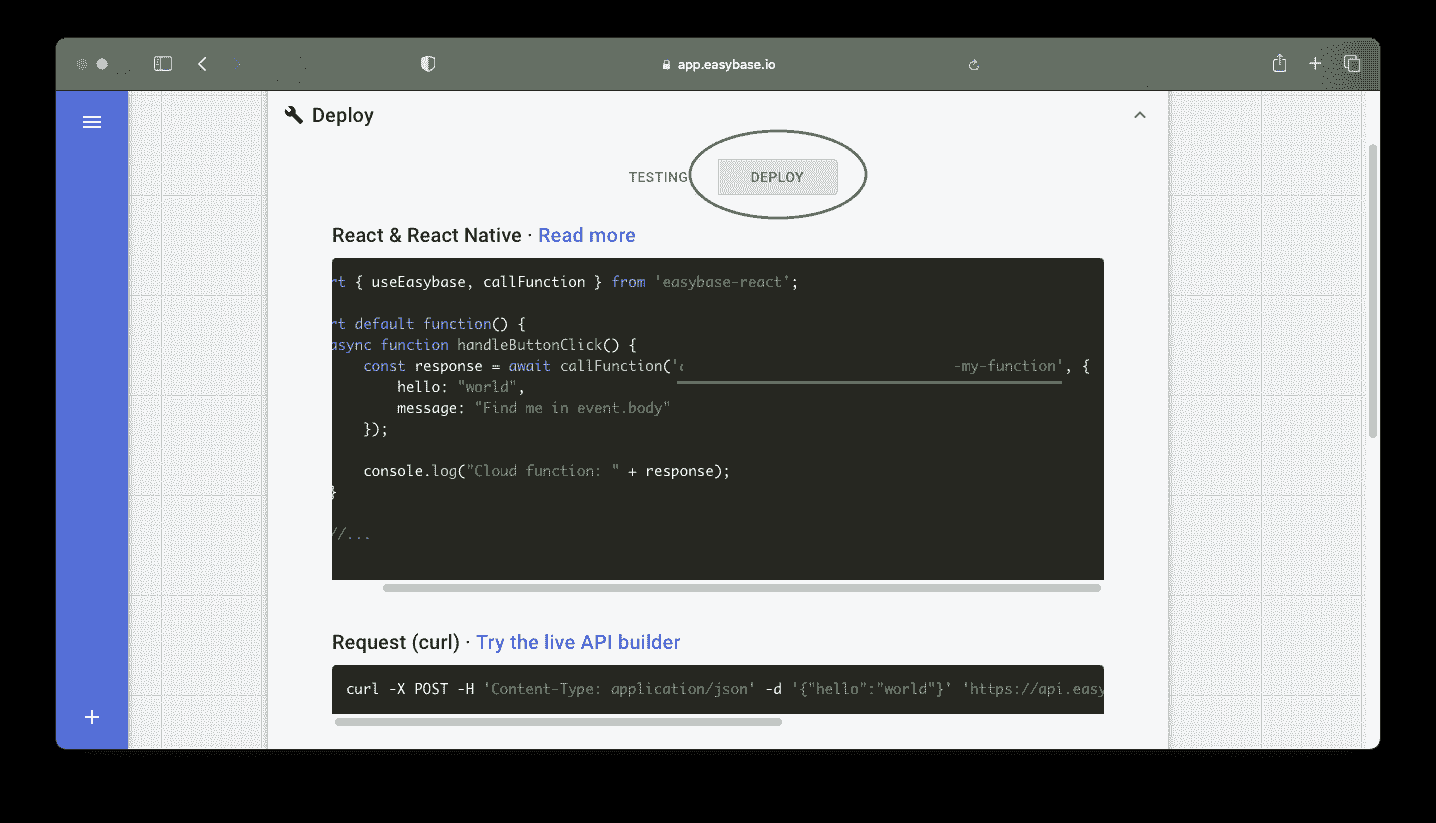 app.easybase.io
Deploy
TESTING DEPLOY
React & React Native · Read more
rt { useEasybase, callFunction } from 'easybase-react';
rt default function() {
async function handleButtonClick() {
const response = await callFunction(' -my-function', {
hello: "world",
message: "Find me in event.body"
});
console.log("Cloud function: " + response);
}
//...
Request (curl) · Try the live API builder
curl -X POST -H 'Content-Type: application/json' -d '{"hello":"world"}' 'https://api.easy